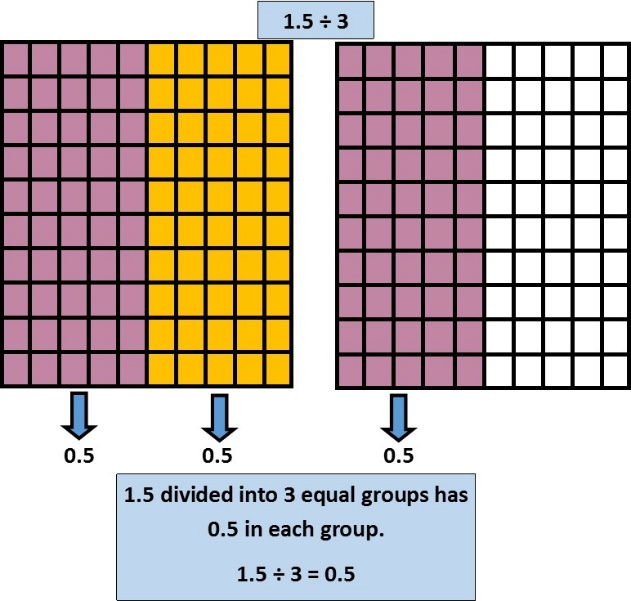 1.5 ÷ 3
0.5
0.5
0.5
1.5 divided into 3 equal groups has
0.5 in each group.
1.5 ÷ 3 = 0.5